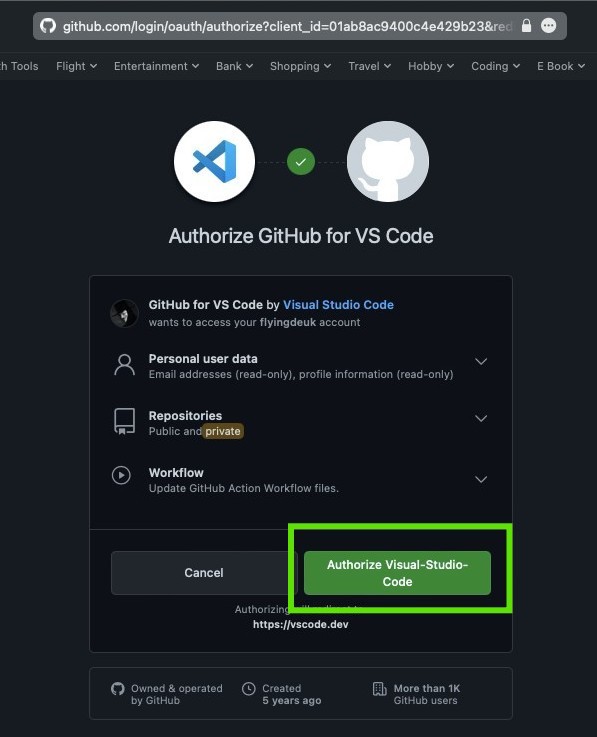 github.com/login/oauth/authorize?client_id=01ab8ac9400c4e429b23&red
h Tools Flight Entertainment Bank Shopping Travel Hobby Coding E Book
Authorize GitHub for VS Code
GitHub for VS Code by Visual Studio Code
wants to access your flyingdeuk account
Personal user data
Email addresses (read-only), profile information (read-only)
Repositories
Public and private
Workflow
Update GitHub Action Workflow files.
Cancel
Authorize Visual-Studio-
Code
Authorizing will redirect to
https://vscode.dev
Owned & operated
by GitHub
Created
5 years ago
More than 1K
GitHub users